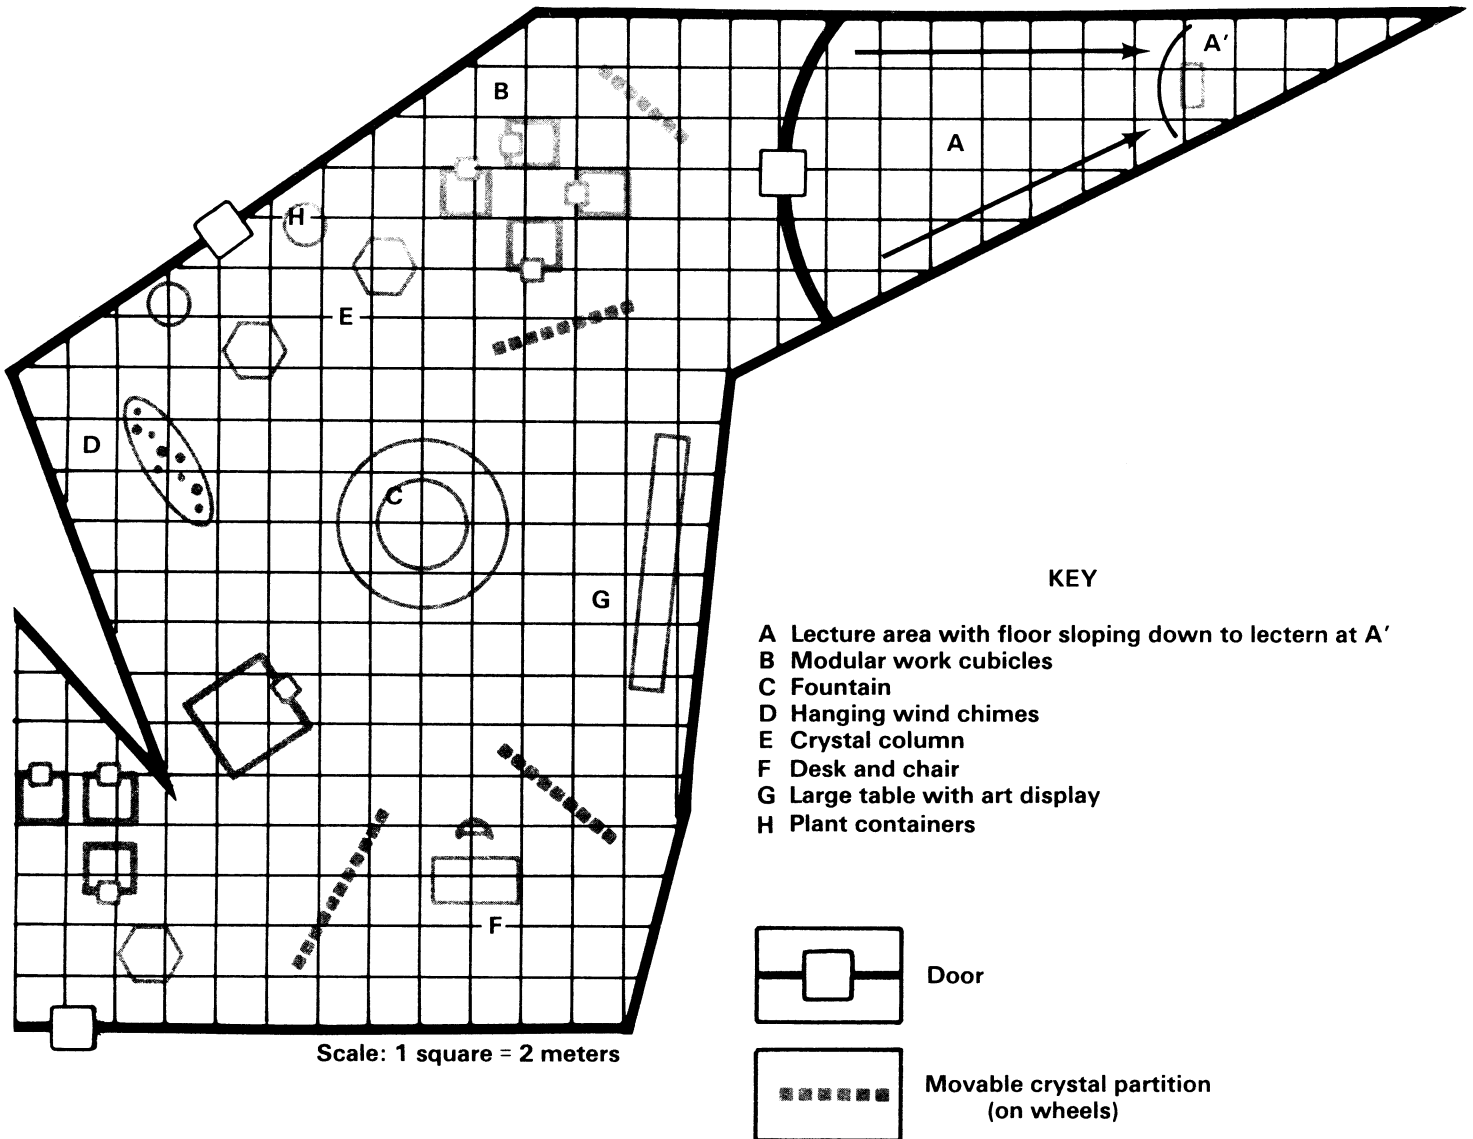 A′
B
A
H
E
D
C
G
F
Scale: 1 square = 2 meters
KEY
A Lecture area with floor sloping down to lectern at A′
B Modular work cubicles
C Fountain
D Hanging wind chimes
E Crystal column
F Desk and chair
G Large table with art display
H Plant containers
Door
Movable crystal partition
(on wheels)